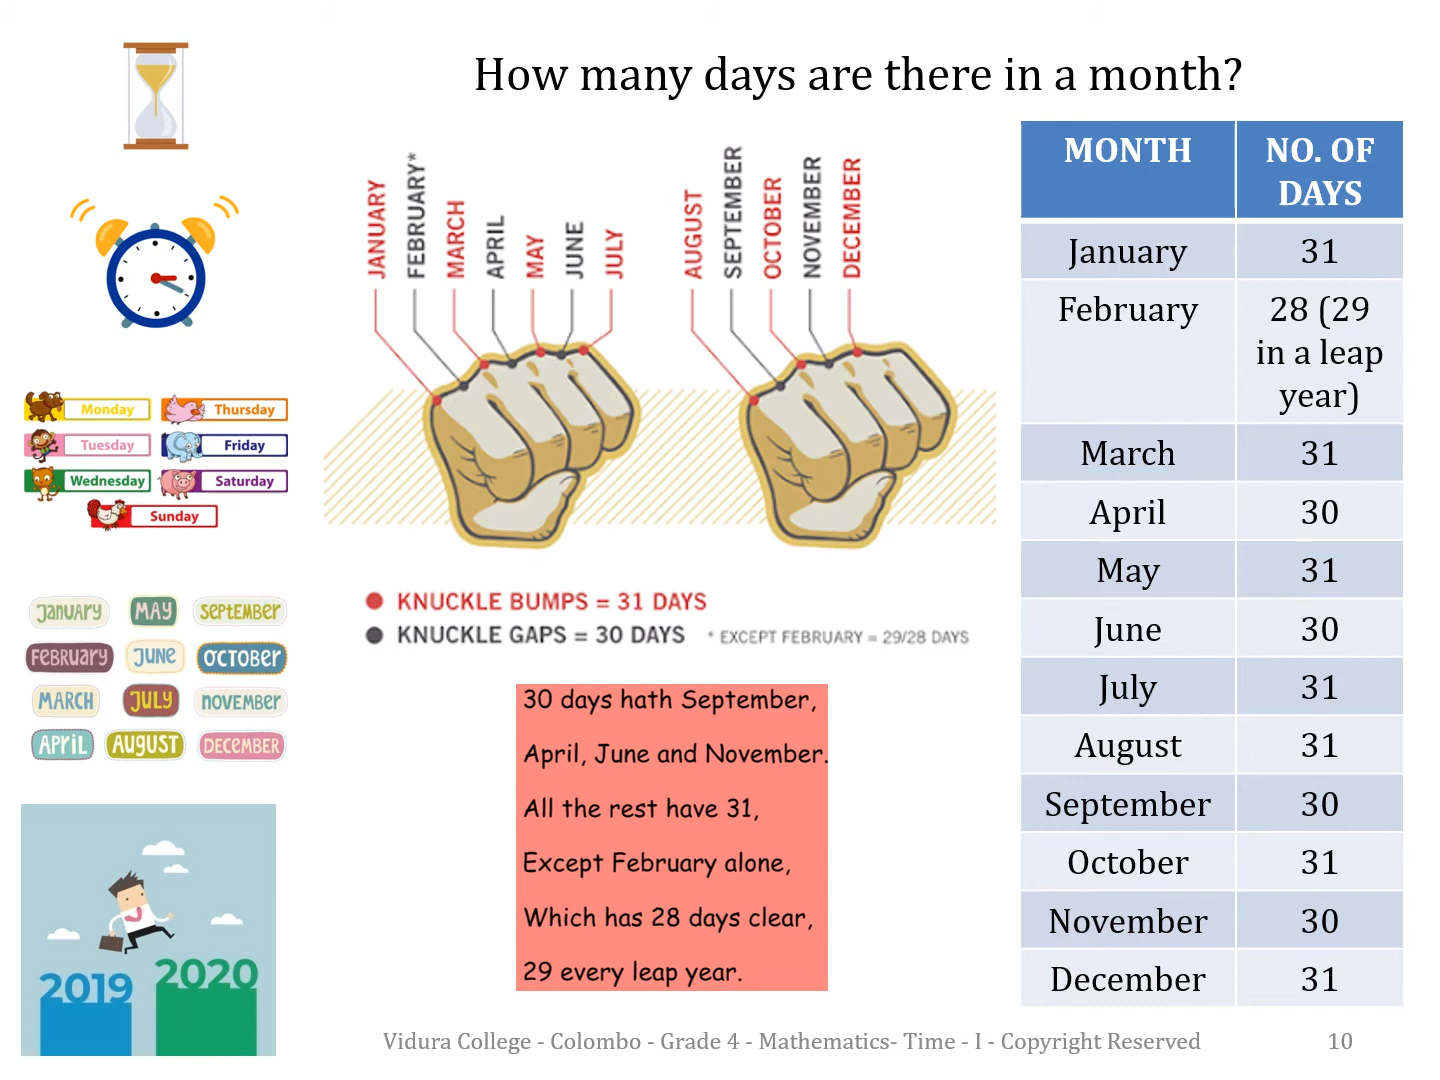 How many days are there in a month?
Monday
Thursday
Tuesday
Friday
Wednesday
Saturday
Sunday
JANUARY
MAY
SEPTEMBER
FEBRUARY
JUNE
OCTOBER
MARCH
JULY
NOVEMBER
APRIL
AUGUST
DECEMBER
2019
2020
JANUARY
FEBRUARY*
MARCH
APRIL
MAY
JUNE
JULY
AUGUST
SEPTEMBER
OCTOBER
NOVEMBER
DECEMBER
KNUCKLE BUMPS = 31 DAYS
KNUCKLE GAPS = 30 DAYS * EXCEPT FEBRUARY = 29/28 DAYS
30 days hath September,
April, June and November.
All the rest have 31,
Except February alone,
Which has 28 days clear,
29 every leap year.
MONTH NO. OF
DAYS
January 31
February 28 (29
in a leap
year)
March 31
April 30
May 31
June 30
July 31
August 31
September 30
October 31
November 30
December 31
Vidura College - Colombo - Grade 4 - Mathematics- Time - I - Copyright Reserved 10